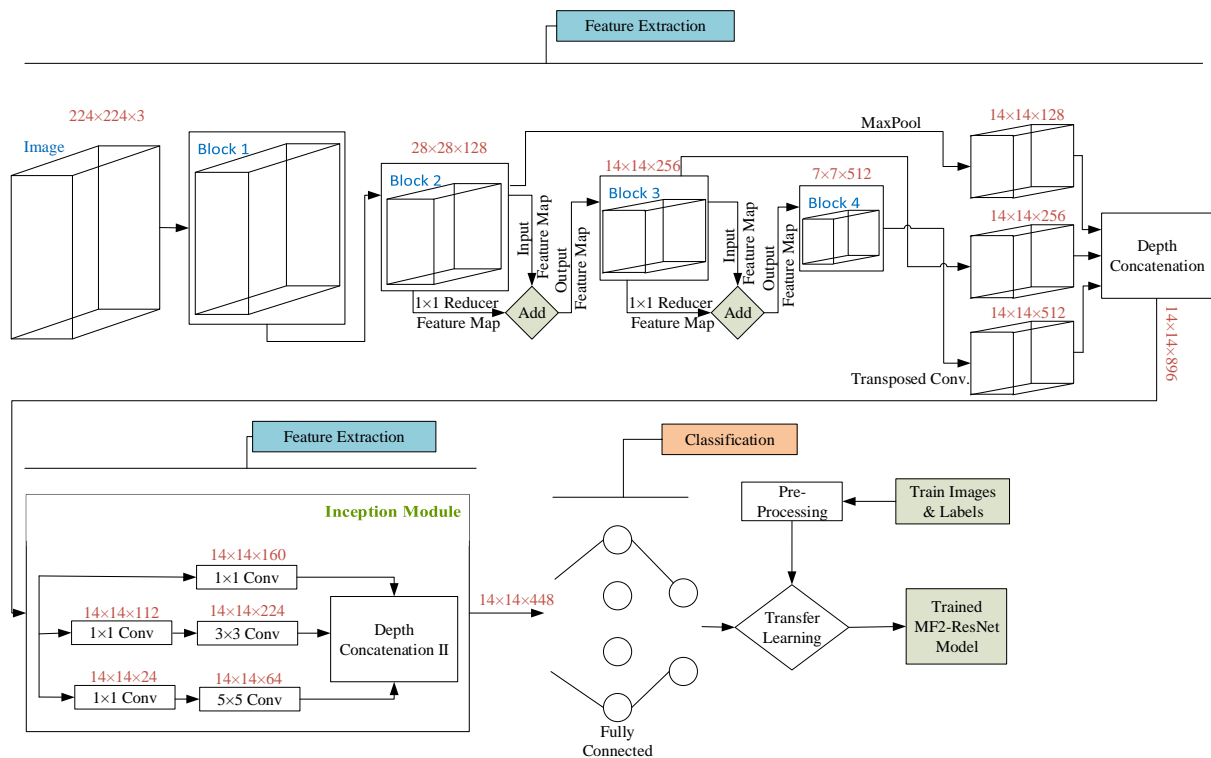 Feature Extraction
224×224×3
Image
Block 1
28×28×128
Block 2
Input
Feature Map
1×1 Reducer
Feature Map
Add
Output
Feature Map
14×14×256
Block 3
Input
Feature Map
1×1 Reducer
Feature Map
Add
Output
Feature Map
7×7×512
Block 4
MaxPool
Transposed Conv.
14×14×128
14×14×256
14×14×512
Depth
Concatenation
14×14×896
Feature Extraction
Inception Module
14×14×160
1×1 Conv
14×14×112
1×1 Conv
14×14×224
3×3 Conv
14×14×24
1×1 Conv
14×14×64
5×5 Conv
Depth
Concatenation II
14×14×448
Classification
Fully
Connected
Pre-
Processing
Train Images
& Labels
Transfer
Learning
Trained
MF2-ResNet
Model